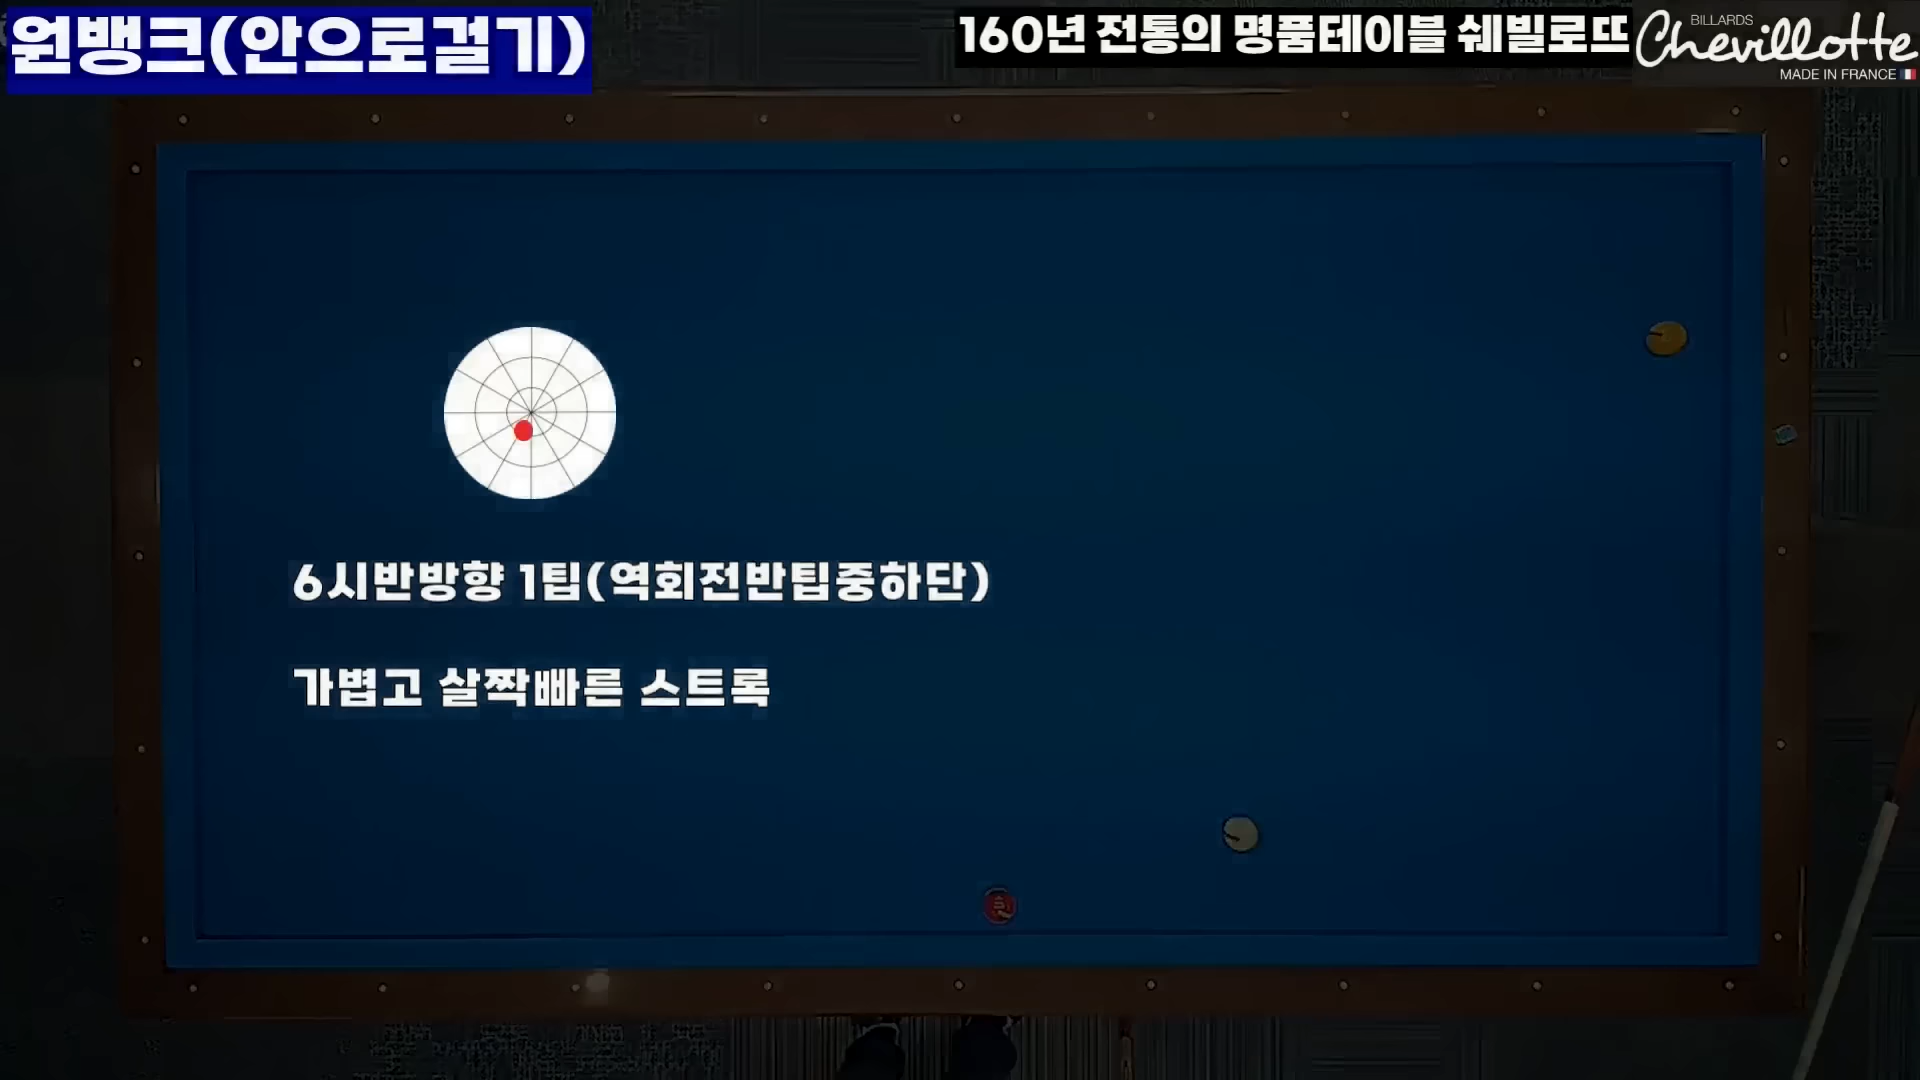 원뱅크(안으로걸기)
160년 전통의 명품테이블 쉐빌로뜨
BILLARDS
Chevillotte
MADE IN FRANCE
6시반방향 1팁(역회전반팁중하단)
가볍고 살짝빠른 스트록